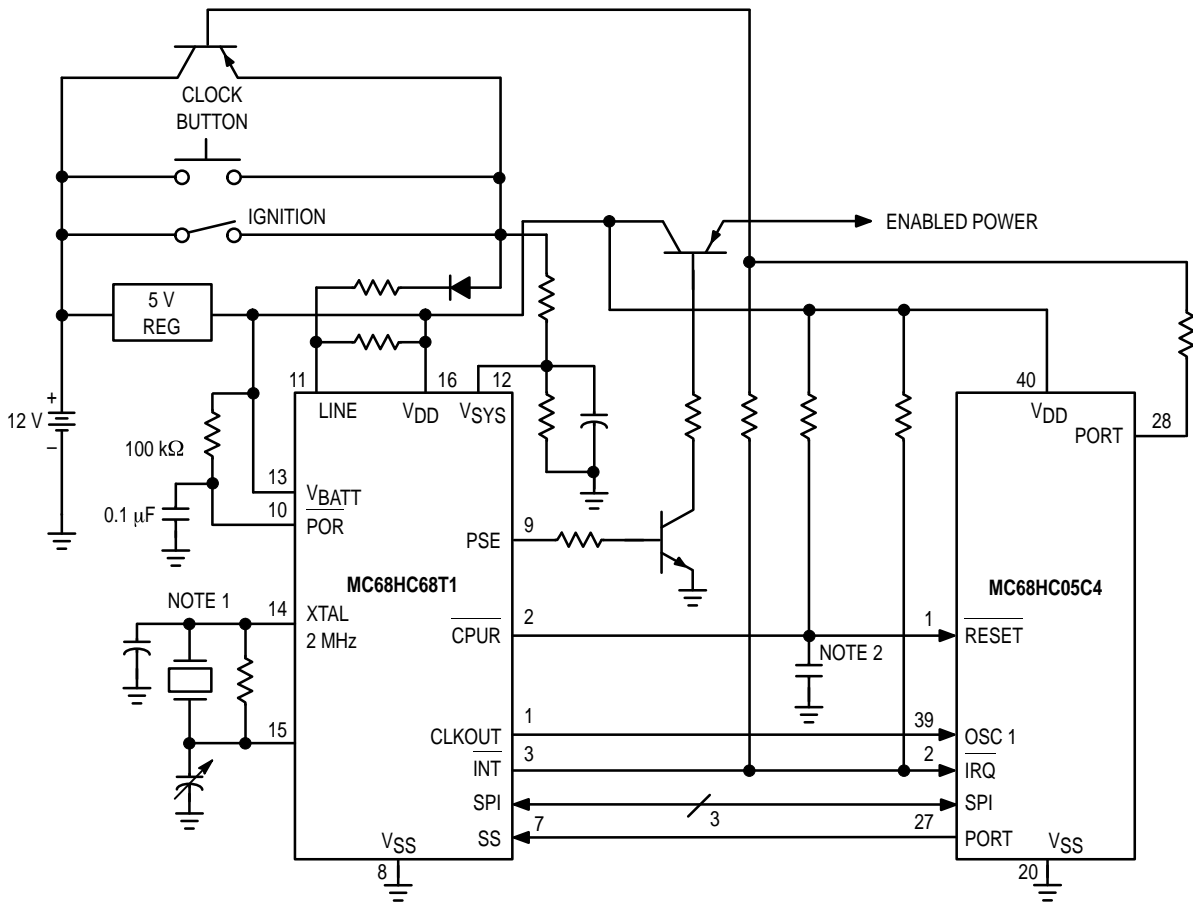 CLOCK
BUTTON
IGNITION
ENABLED POWER
5 V
REG
11
16
12
40
LINE
VDD
VSYS
VDD
PORT
28
+
12 V
–
100 kΩ
13
VBATT
10
POR
0.1 μF
9
PSE
MC68HC68T1
MC68HC05C4
NOTE 1
14
XTAL
2 MHz
2
CPUR
1
RESET
NOTE 2
15
1
CLKOUT
39
OSC 1
3
INT
2
IRQ
SPI
3
SPI
7
SS
27
PORT
VSS
8
VSS
20